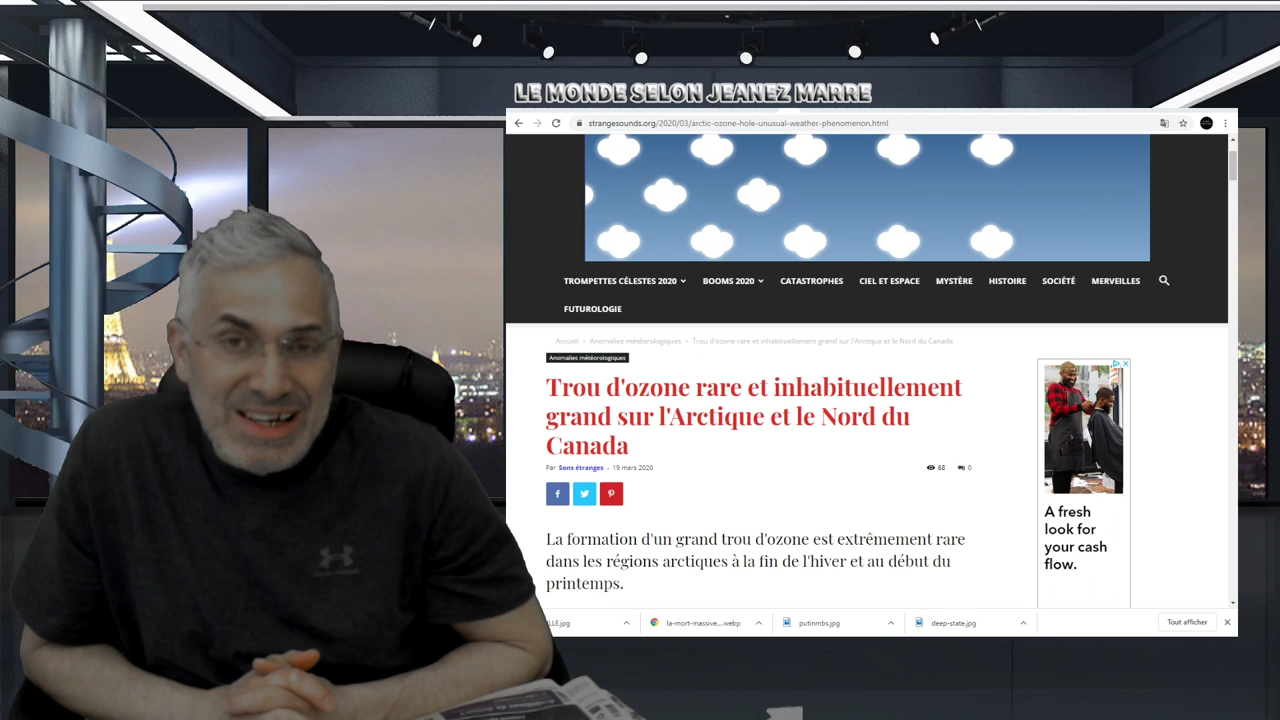 LE MONDE SELON JEANEZ MARRE
strangesounds.org/2020/03/arctic-ozone-hole-unusual-weather-phenomenon.html
TROMPETTES CÉLESTES 2020 BOOMS 2020 CATASTROPHES CIEL ET ESPACE MYSTÈRE HISTOIRE SOCIÉTÉ MERVEILLES
FUTUROLOGIE
Accueil › Anomalies météorologiques › Trou d'ozone rare et inhabituellement grand sur l'Arctique et le Nord du Canada
Anomalies météorologiques
Trou d'ozone rare et inhabituellement
grand sur l'Arctique et le Nord du
Canada
Par Sons étranges - 19 mars 2020 68 0
La formation d'un grand trou d'ozone est extrêmement rare
dans les régions arctiques à la fin de l'hiver et au début du
printemps.
A fresh
look for
your cash
flow.
LLE.jpg la-mort-massive....webp putinmbs.jpg deep-state.jpg Tout afficher